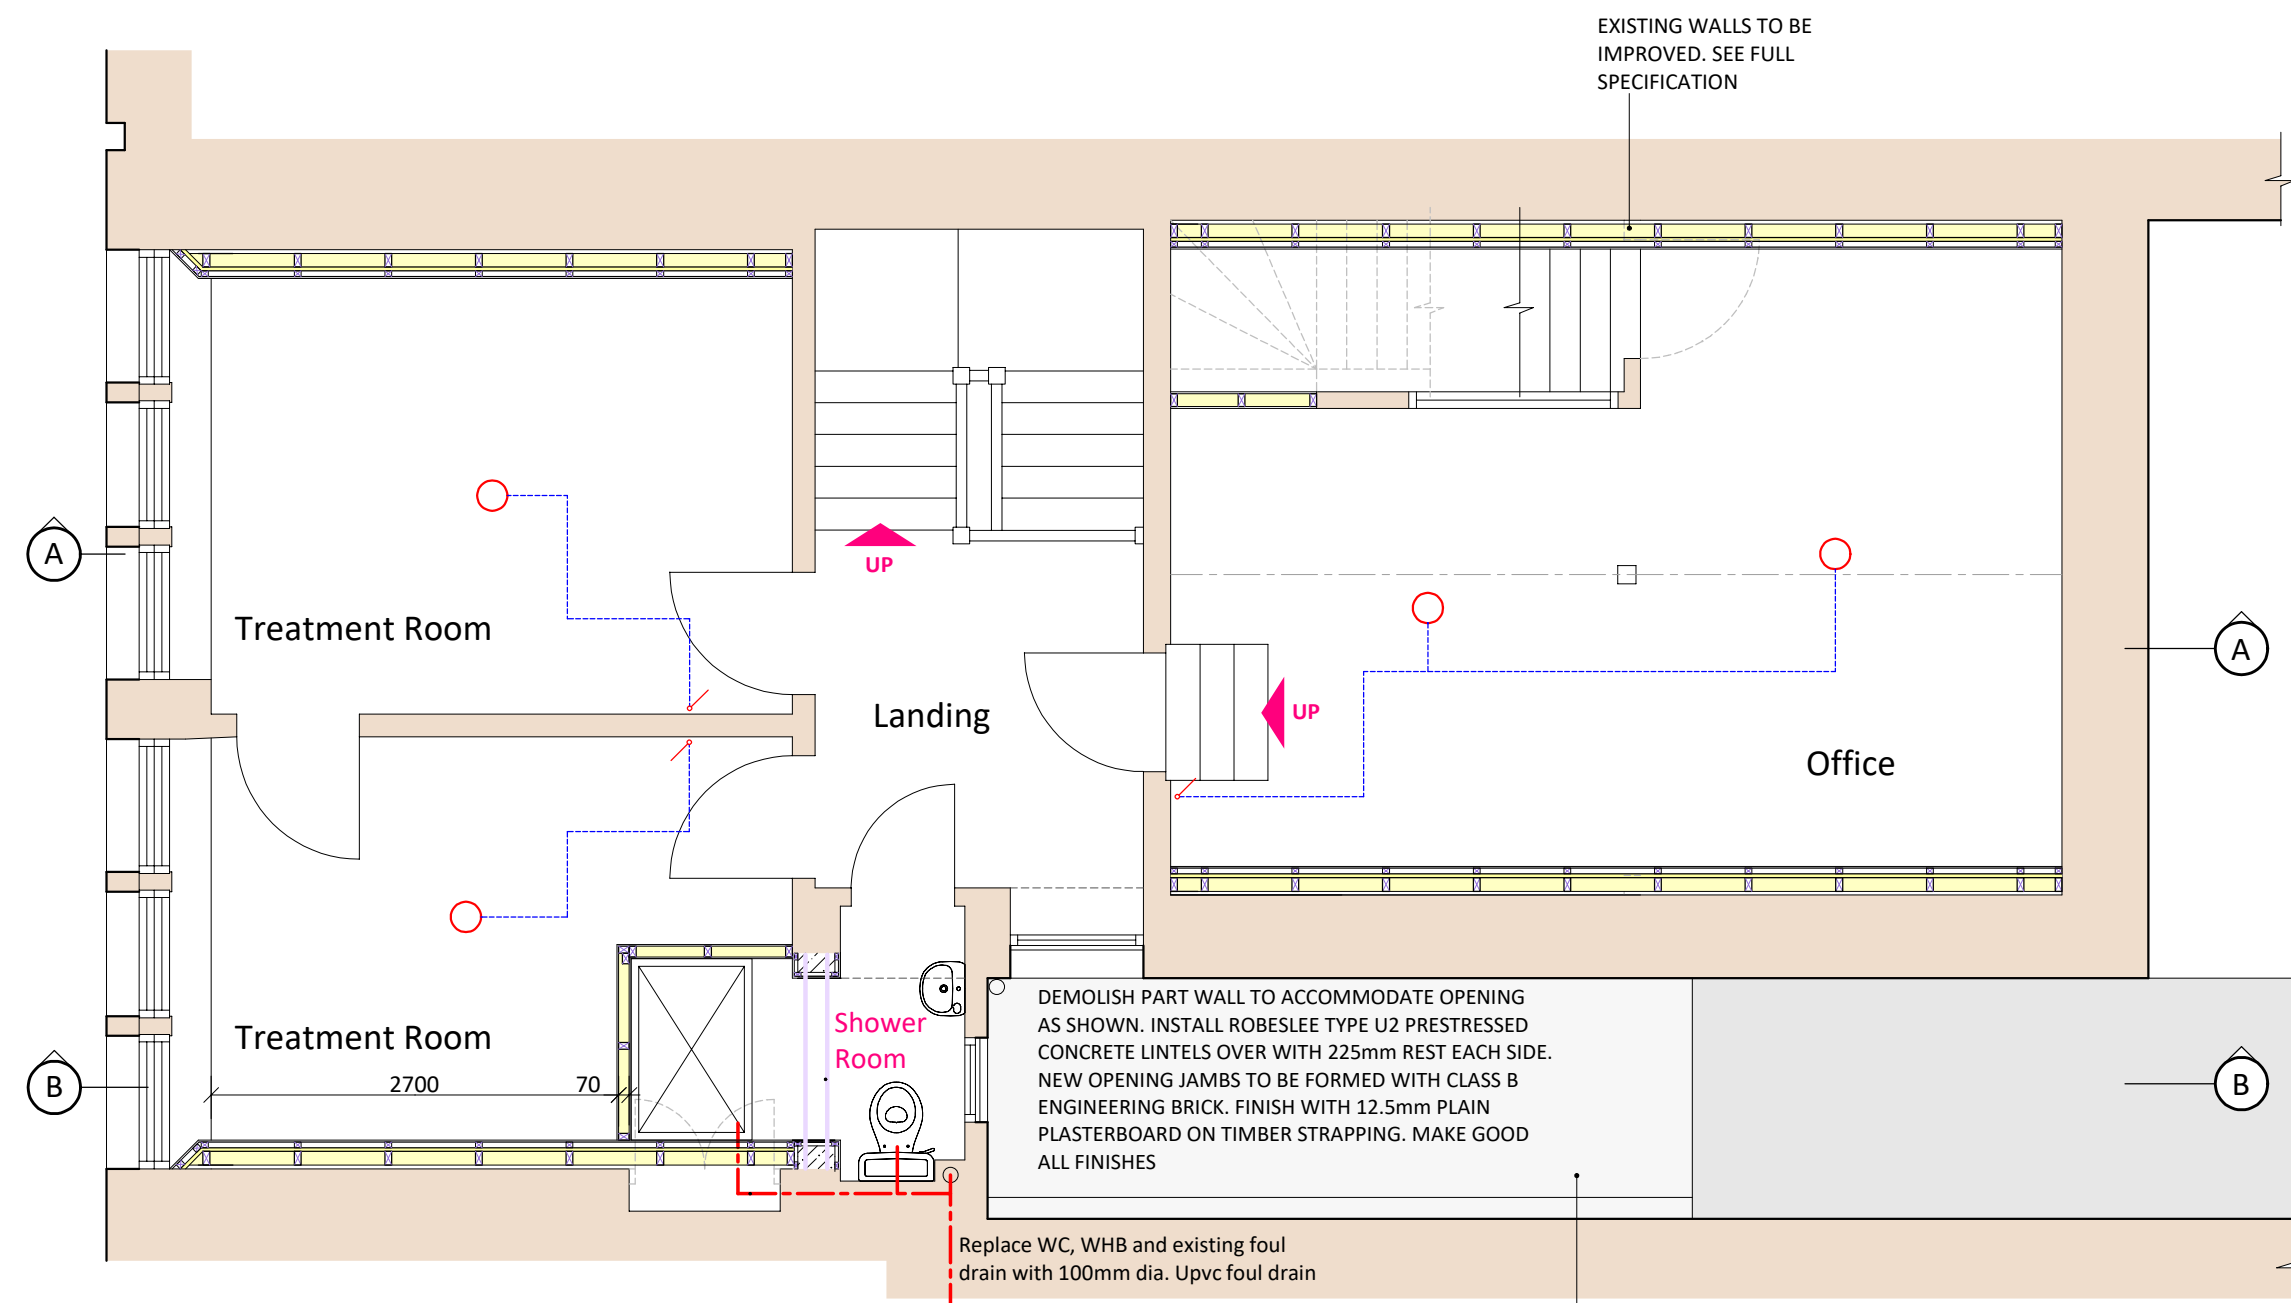 EXISTING WALLS TO BE
IMPROVED. SEE FULL
SPECIFICATION
A
UP
Treatment Room
Landing
UP
A
Office
Treatment Room
Shower
Room
2700
70
B
DEMOLISH PART WALL TO ACCOMMODATE OPENING
AS SHOWN. INSTALL ROBESLEE TYPE U2 PRESTRESSED
CONCRETE LINTELS OVER WITH 225mm REST EACH SIDE.
NEW OPENING JAMBS TO BE FORMED WITH CLASS B
ENGINEERING BRICK. FINISH WITH 12.5mm PLAIN
PLASTERBOARD ON TIMBER STRAPPING. MAKE GOOD
ALL FINISHES
B
Replace WC, WHB and existing foul
drain with 100mm dia. Upvc foul drain